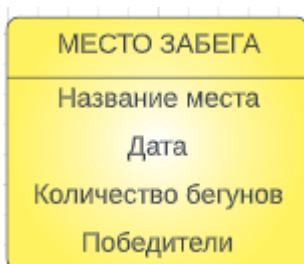 МЕСТО ЗАБЕГА
Название места
Дата
Количество бегунов
Победители